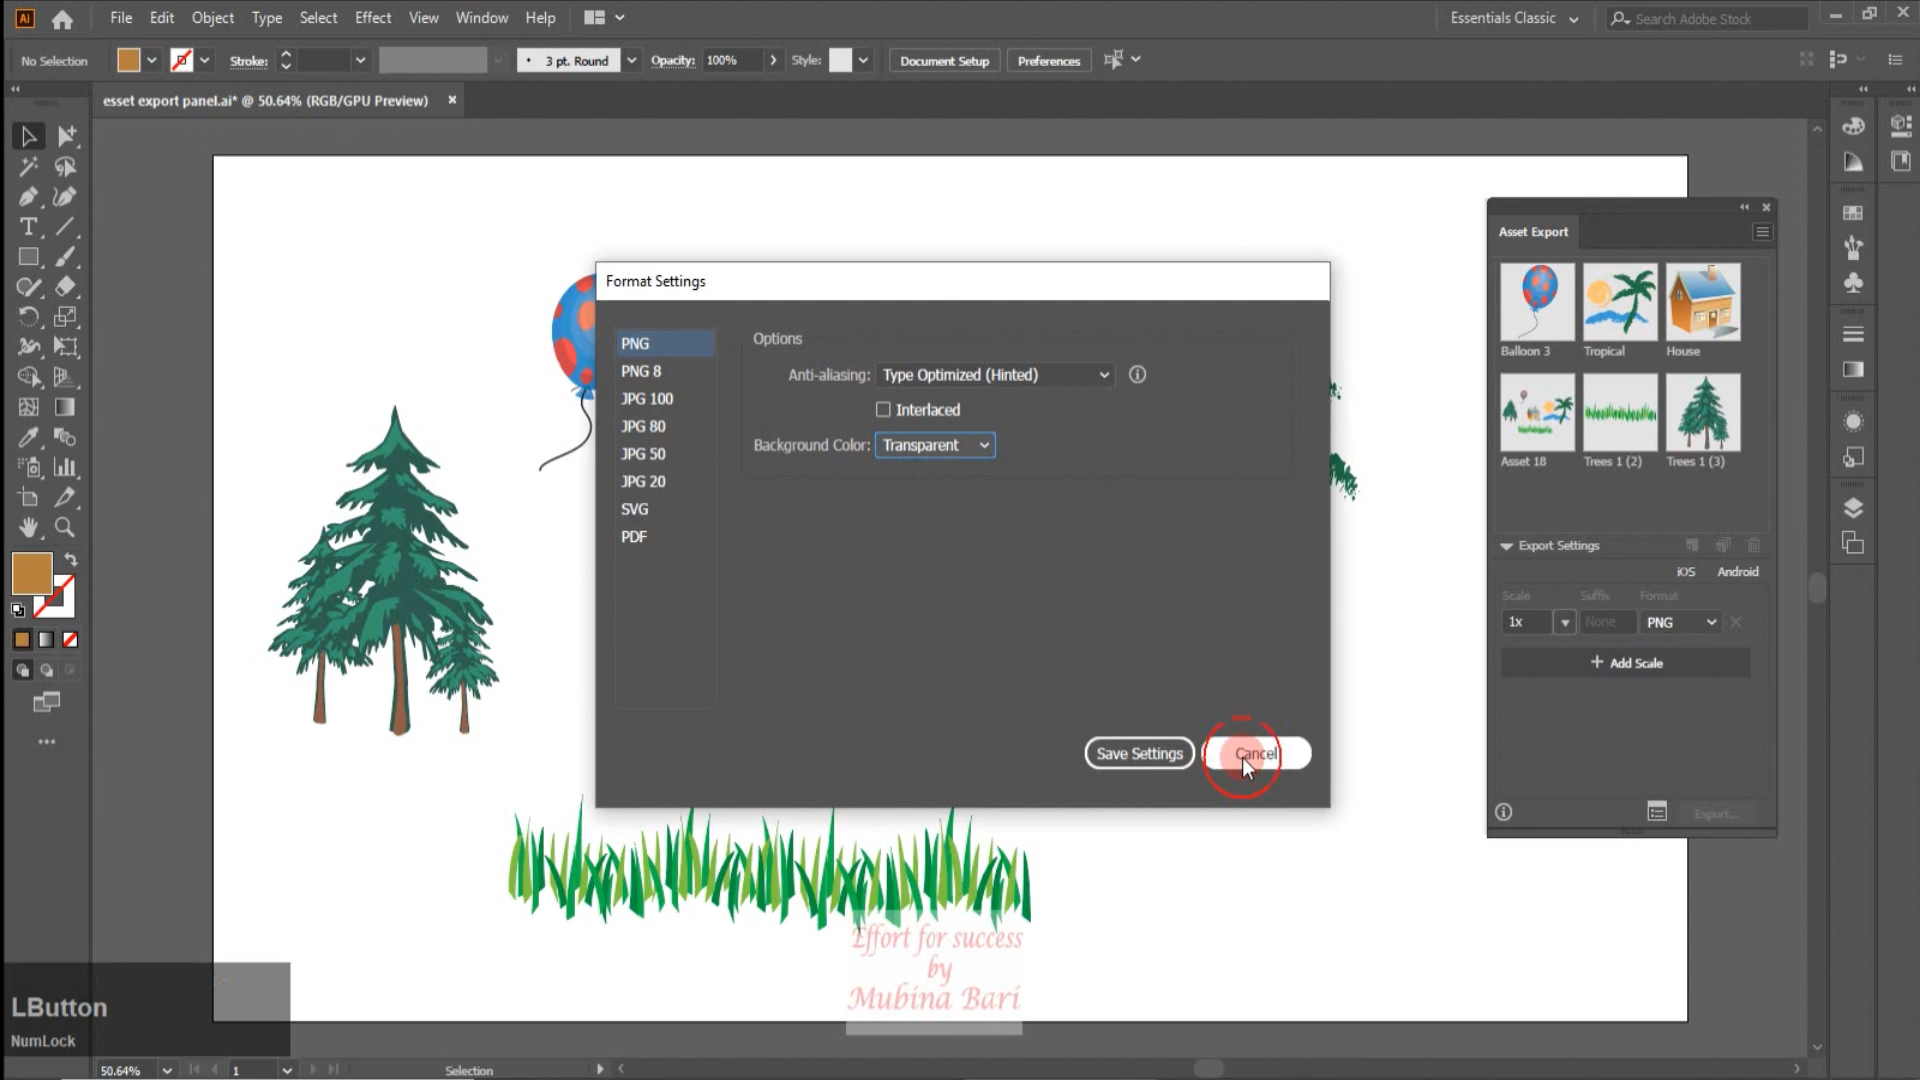 Ai File Edit Object Type Select Effect View Window Help Essentials Classic Search Adobe Stock
No Selection Stroke: 3 pt. Round Opacity: 100% Style: Document Setup Preferences
esset export panel.ai* @ 50.64% (RGB/GPU Preview)
Asset Export
Balloon 3 Tropical House
Asset 18 Trees 1 (2) Trees 1 (3)
Export Settings
iOS Android
Scale Suffix Format
1x None PNG
+ Add Scale
Export...
Format Settings
PNG
PNG 8
JPG 100
JPG 80
JPG 50
JPG 20
SVG
PDF
Options
Anti-aliasing: Type Optimized (Hinted)
Interlaced
Background Color: Transparent
Save Settings Cancel
Effort for success
by
Mubina Bari
LButton
NumLock
50.64% 1 Selection